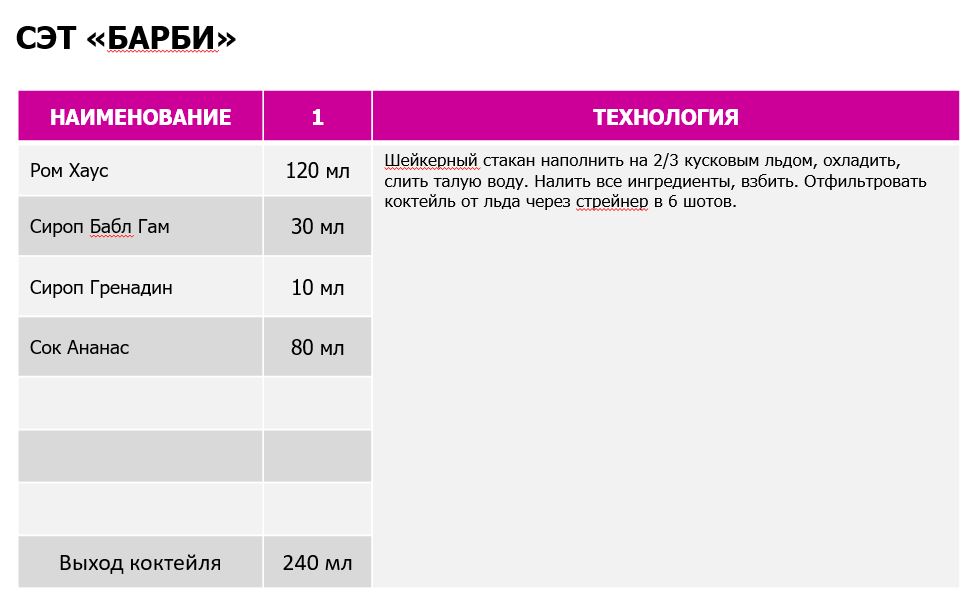 СЭТ «БАРБИ»
НАИМЕНОВАНИЕ 1 ТЕХНОЛОГИЯ
Ром Хаус 120 мл
Шейкерный стакан наполнить на 2/3 кусковым льдом, охладить,
слить талую воду. Налить все ингредиенты, взбить. Отфильтровать
коктейль от льда через стрейнер в 6 шотов.
Сироп Бабл Гам 30 мл
Сироп Гренадин 10 мл
Сок Ананас 80 мл
Выход коктейля 240 мл